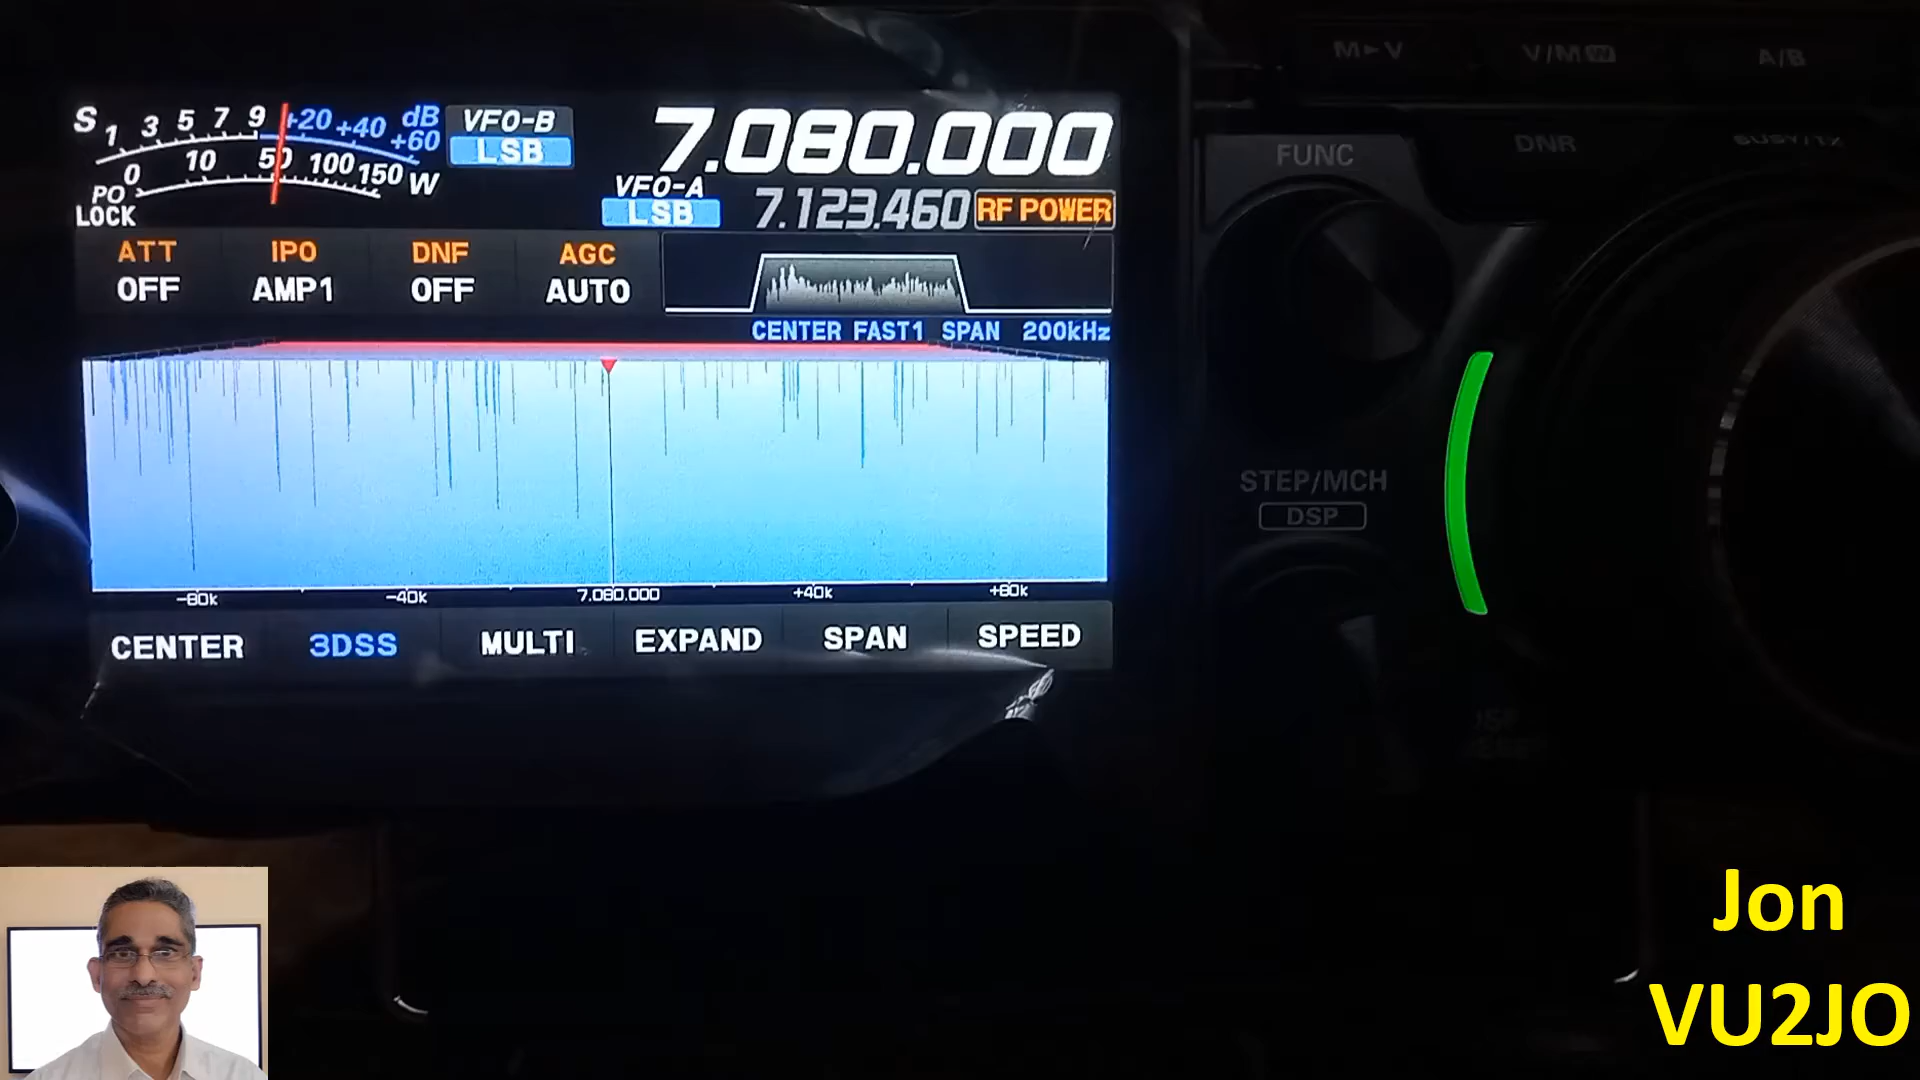 M►V V/M W A/B
S 1 3 5 7 9 +20 +40 +60 dB
PO 0 10 50 100 150 W
LOCK
VFO-B
LSB
7.080.000
VFO-A
LSB
7.123.460
RF POWER
FUNC
DNR
BUSY/TX
ATT IPO DNF AGC
OFF AMP1 OFF AUTO
CENTER FAST1 SPAN 200kHz
STEP/MCH
DSP
-80k -40k 7.080.000 +40k +80k
CENTER 3DSS MULTI EXPAND SPAN SPEED
Jon
VU2JO